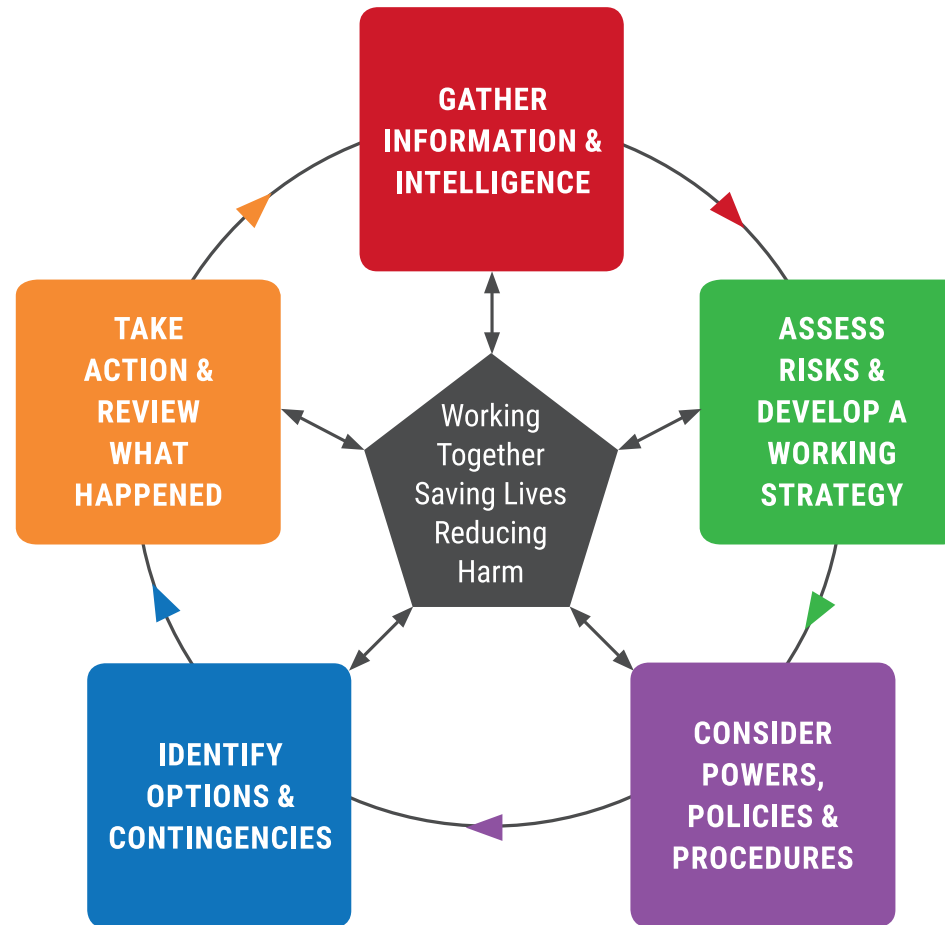 GATHER
INFORMATION &
INTELLIGENCE
ASSESS
RISKS &
DEVELOP A
WORKING
STRATEGY
CONSIDER
POWERS,
POLICIES &
PROCEDURES
IDENTIFY
OPTIONS &
CONTINGENCIES
TAKE
ACTION &
REVIEW
WHAT
HAPPENED
Working
Together
Saving Lives
Reducing
Harm